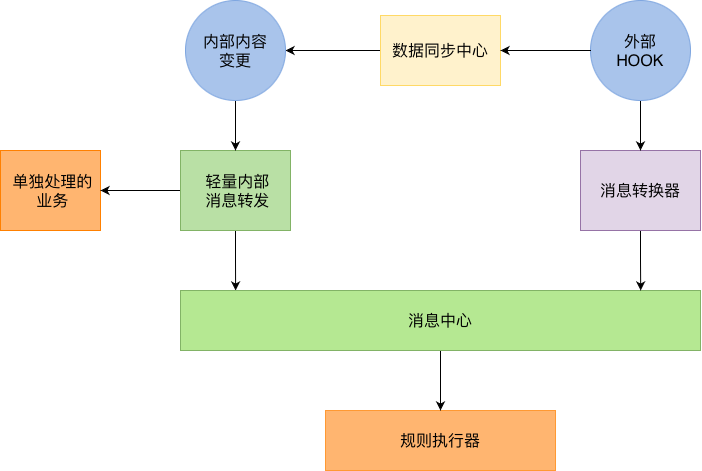 内部内容
变更
数据同步中心
外部
HOOK
单独处理的
业务
轻量内部
消息转发
消息转换器
消息中心
规则执行器